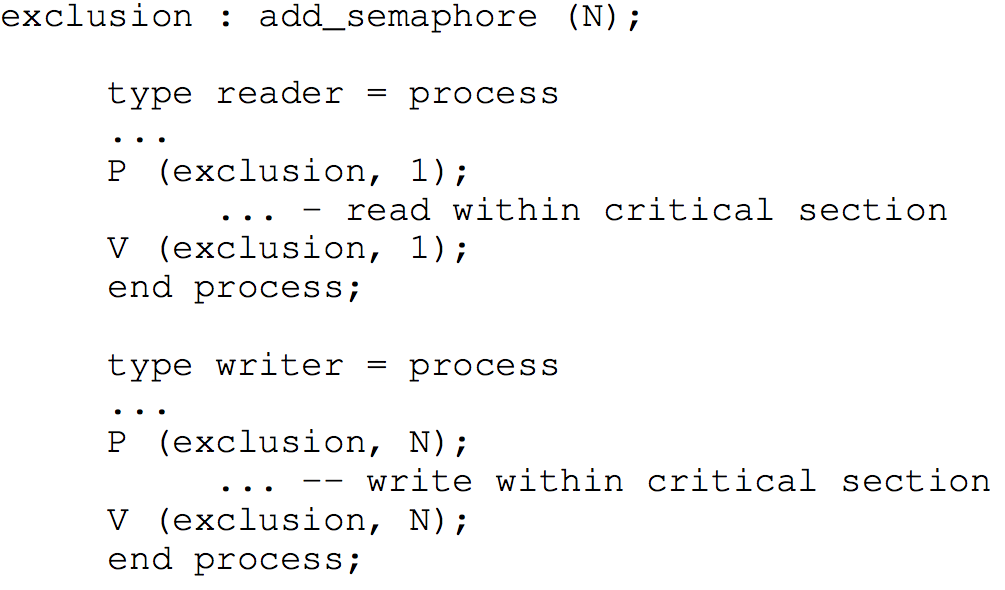 exclusion : add_semaphore (N);
type reader = process
...
P (exclusion, 1);
... - read within critical section
V (exclusion, 1);
end process;
type writer = process
...
P (exclusion, N);
... -- write within critical section
V (exclusion, N);
end process;